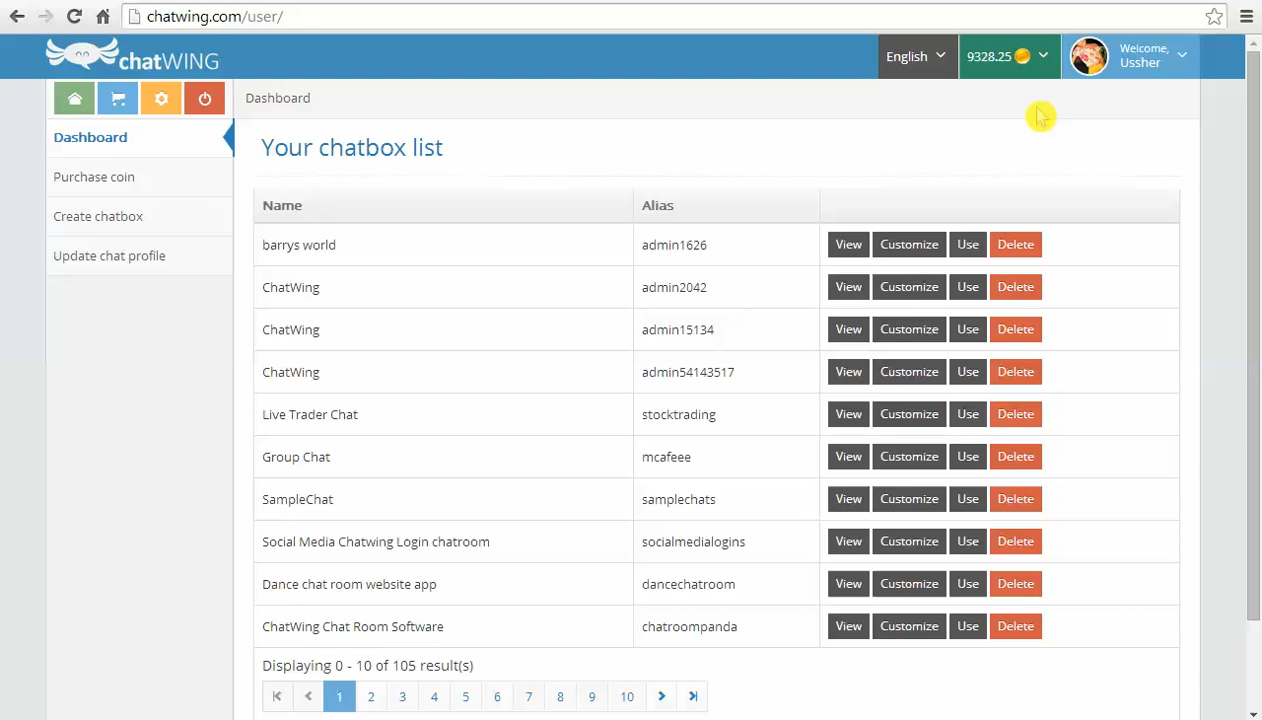 chatwing.com/user/
chatWING
English
9328.25
Welcome,
Ussher
Dashboard
Dashboard
Purchase coin
Create chatbox
Update chat profile
Your chatbox list
Name Alias
barrys world admin1626 View Customize Use Delete
ChatWing admin2042 View Customize Use Delete
ChatWing admin15134 View Customize Use Delete
ChatWing admin54143517 View Customize Use Delete
Live Trader Chat stocktrading View Customize Use Delete
Group Chat mcafeee View Customize Use Delete
SampleChat samplechats View Customize Use Delete
Social Media Chatwing Login chatroom socialmedialogins View Customize Use Delete
Dance chat room website app dancechatroom View Customize Use Delete
ChatWing Chat Room Software chatroompanda View Customize Use Delete
Displaying 0 - 10 of 105 result(s)
1 2 3 4 5 6 7 8 9 10